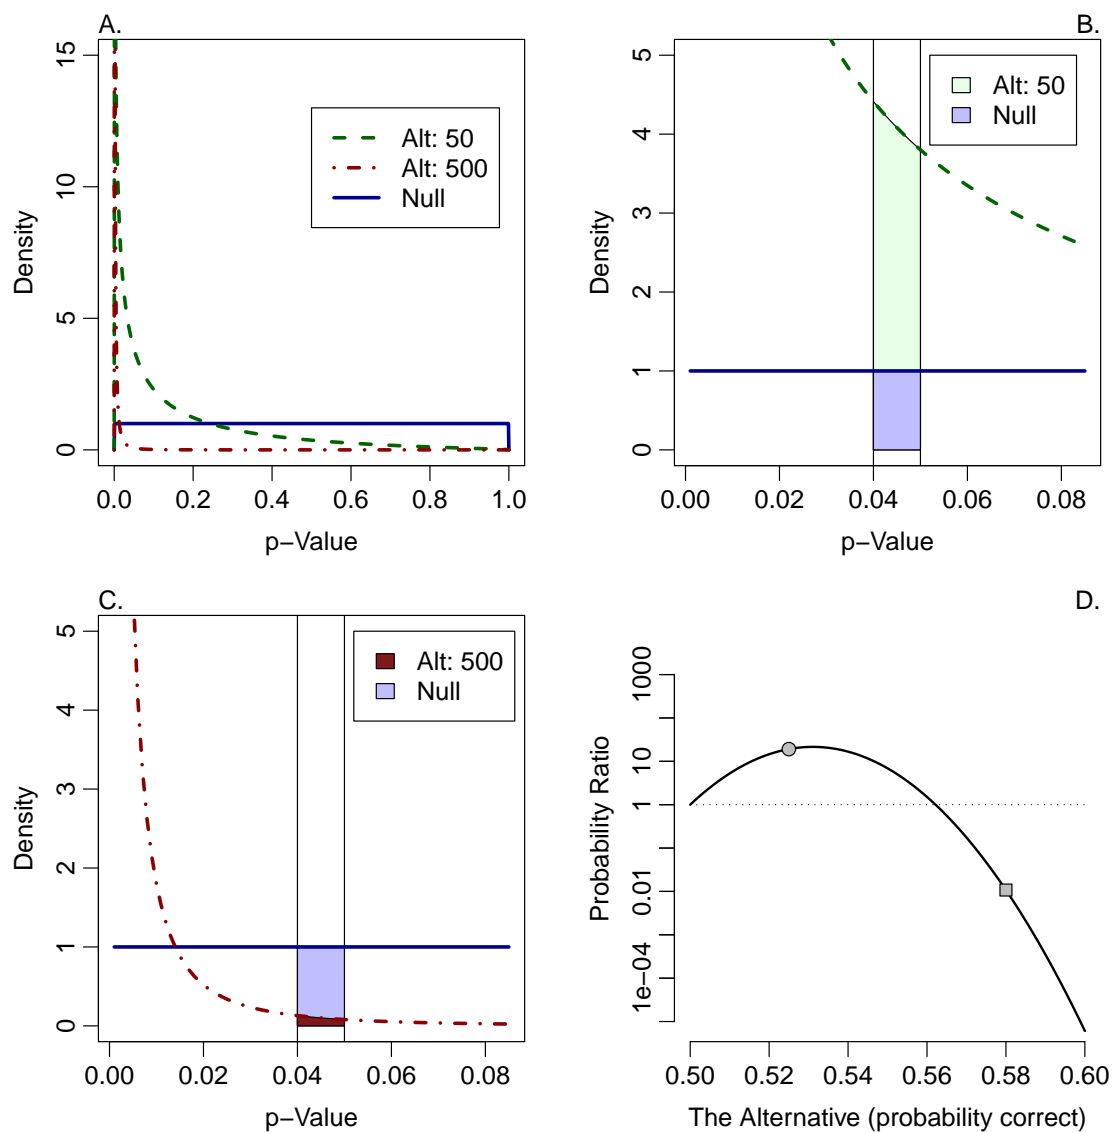 A.
15
10
5
0
Density
Alt: 50
Alt: 500
Null
0.0 0.2 0.4 0.6 0.8 1.0
p−Value
B.
5
4
3
2
1
0
Density
Alt: 50
Null
0.00 0.02 0.04 0.06 0.08
p−Value
C.
5
4
3
2
1
0
Density
Alt: 500
Null
0.00 0.02 0.04 0.06 0.08
p−Value
D.
1000
10
1
0.01
1e−04
Probability Ratio
0.50 0.52 0.54 0.56 0.58 0.60
The Alternative (probability correct)